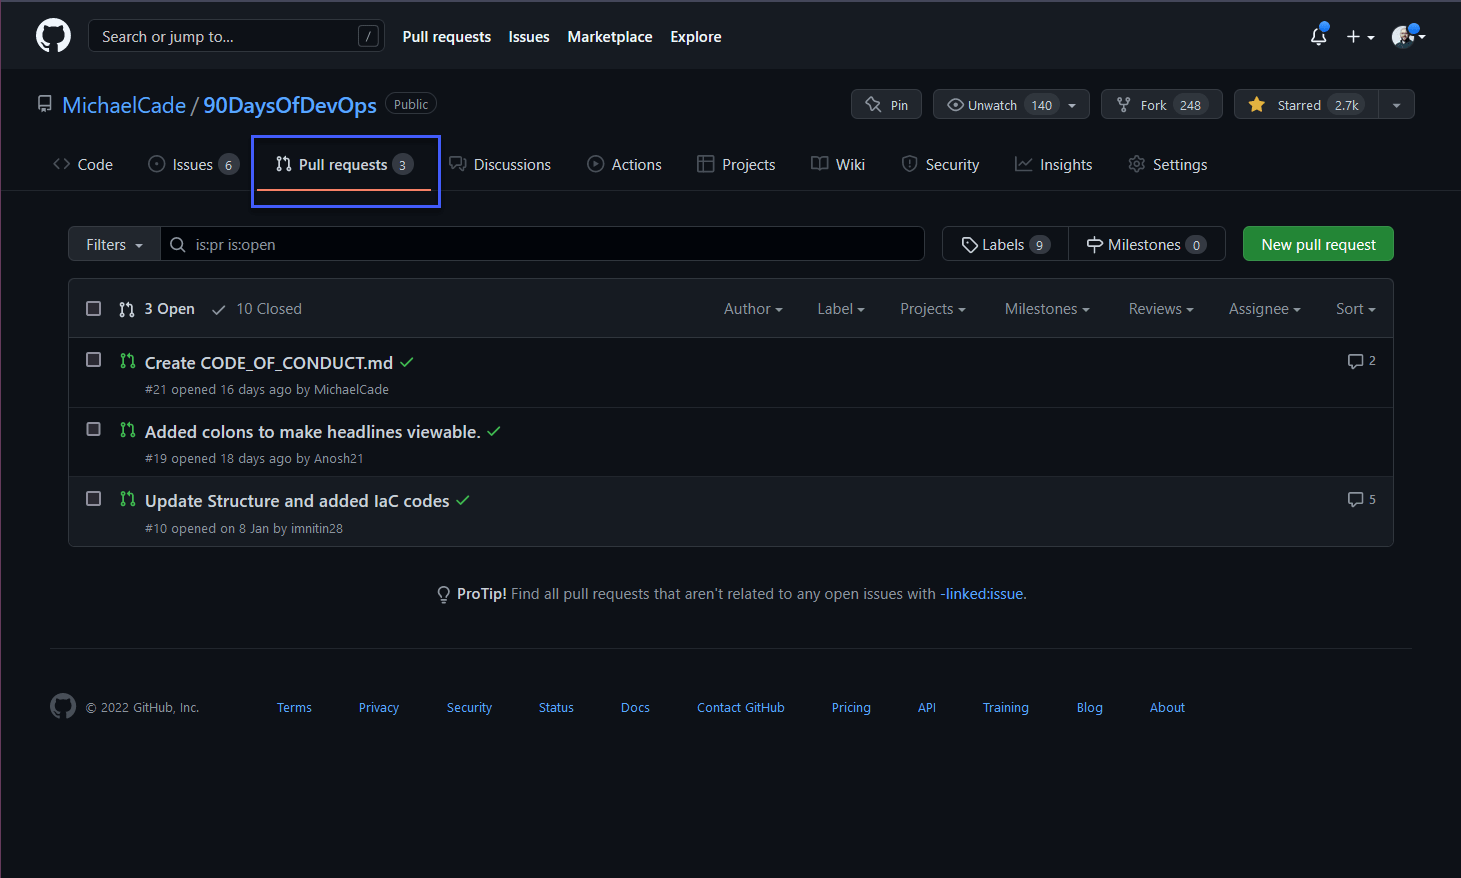 Search or jump to... / Pull requests Issues Marketplace Explore
MichaelCade / 90DaysOfDevOps Public Pin Unwatch 140 Fork 248 Starred 2.7k
Code Issues 6 Pull requests 3 Discussions Actions Projects Wiki Security Insights Settings
Filters is:pr is:open Labels 9 Milestones 0 New pull request
3 Open 10 Closed Author Label Projects Milestones Reviews Assignee Sort
Create CODE_OF_CONDUCT.md 2
#21 opened 16 days ago by MichaelCade
Added colons to make headlines viewable.
#19 opened 18 days ago by Anosh21
Update Structure and added IaC codes 5
#10 opened on 8 Jan by imnitin28
ProTip! Find all pull requests that aren't related to any open issues with -linked:issue.
© 2022 GitHub, Inc. Terms Privacy Security Status Docs Contact GitHub Pricing API Training Blog About